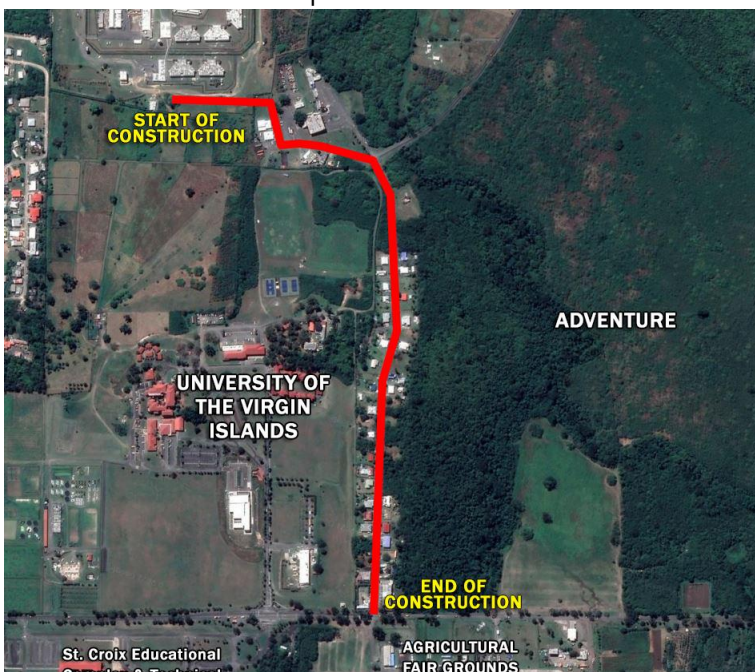 START OF
CONSTRUCTION
ADVENTURE
UNIVERSITY OF
THE VIRGIN
ISLANDS
END OF
CONSTRUCTION
St. Croix Educational
AGRICULTURAL
FAIR GROUNDS